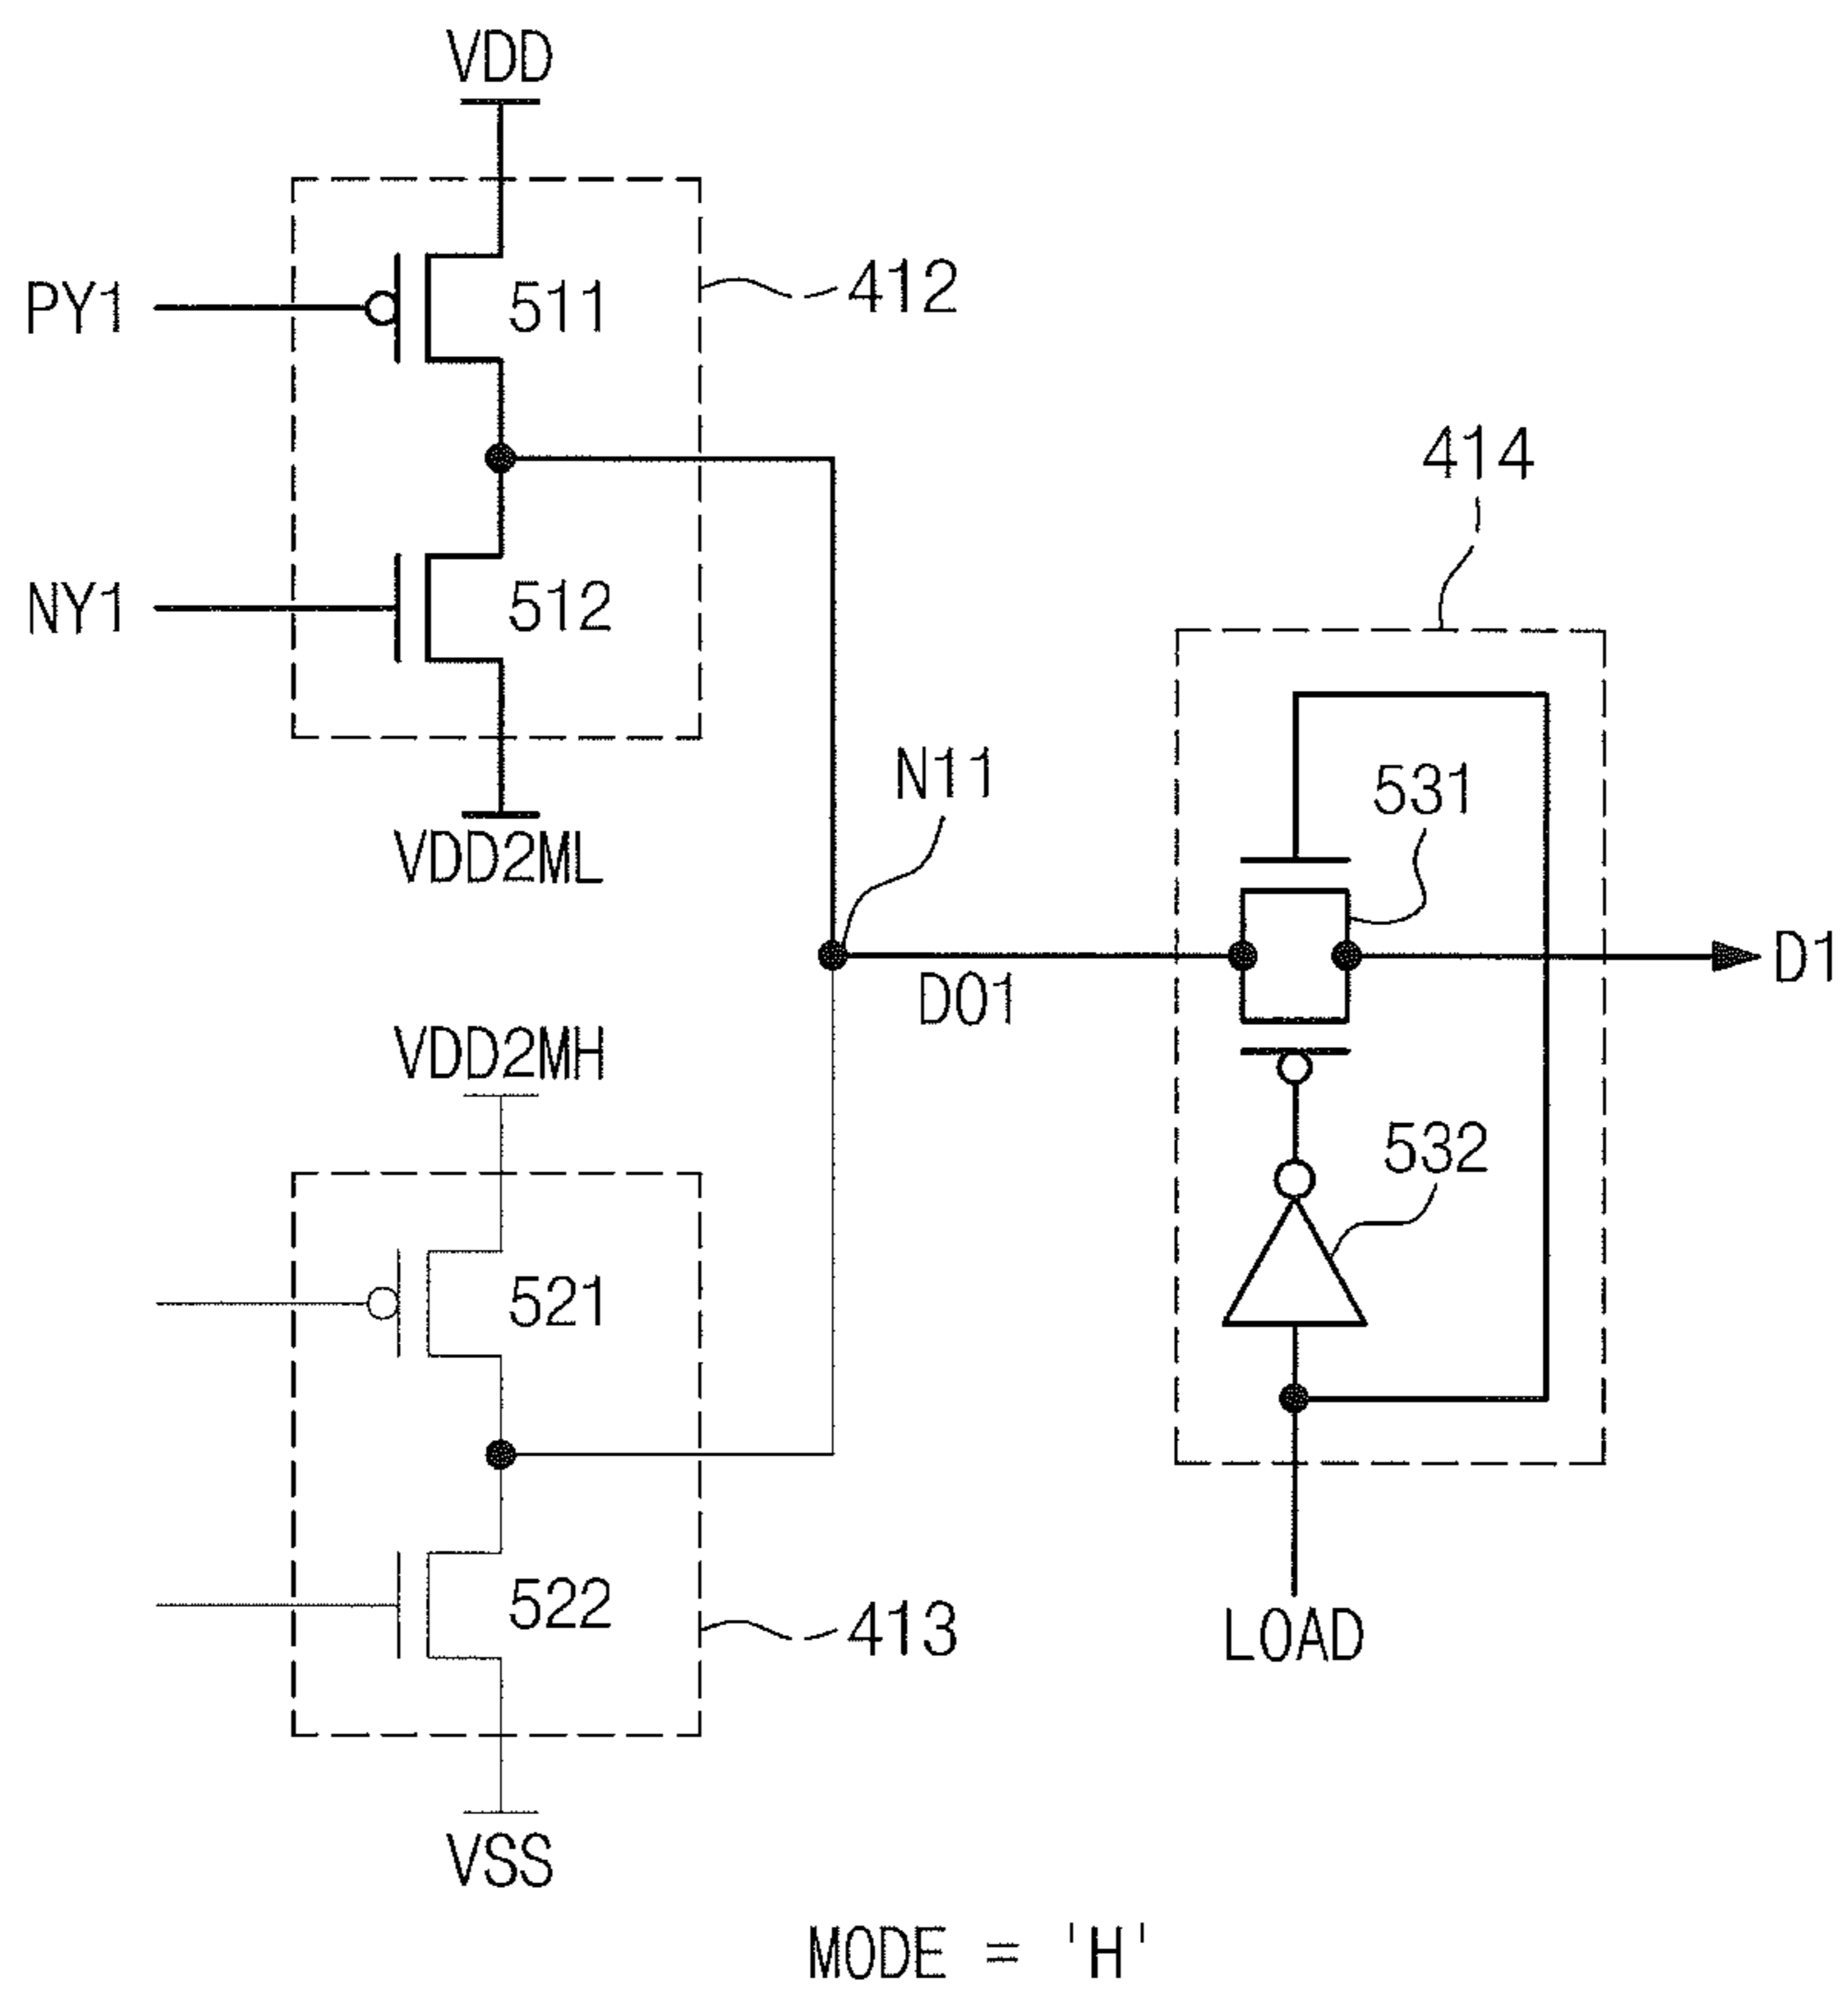 VDD
PY1
511
412
NY1
512
VDD2ML
414
N11
531
DO1
D1
VDD2MH
532
521
522
413
LOAD
VSS
MODE = 'H'